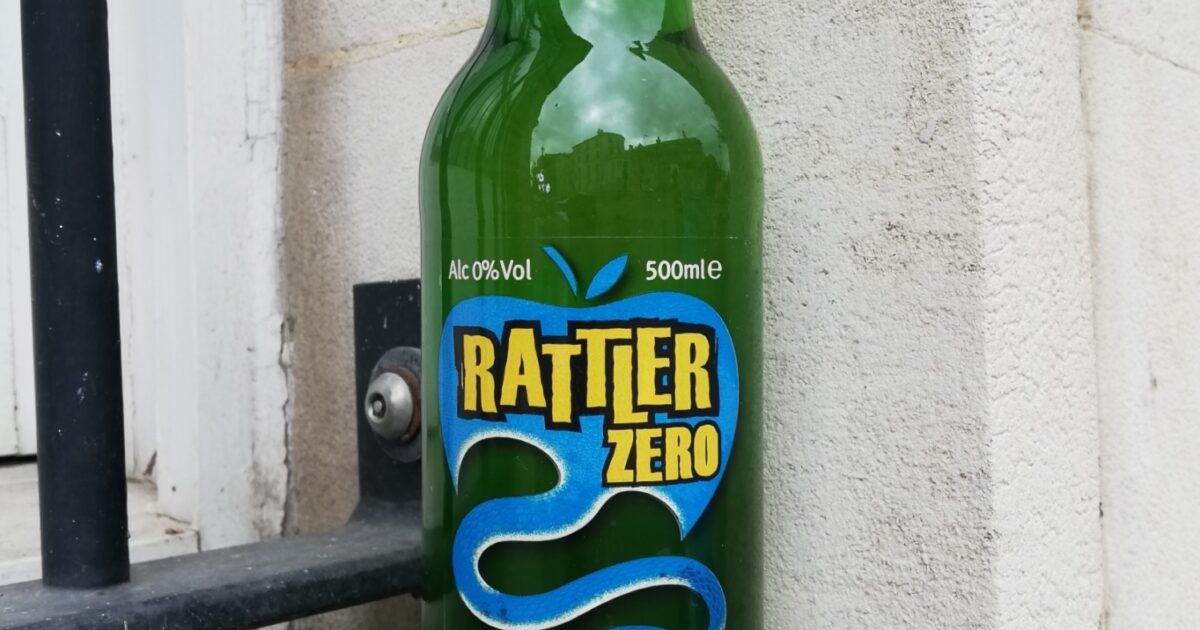 Alc 0% Vol
500ml e
RATTLER
ZERO